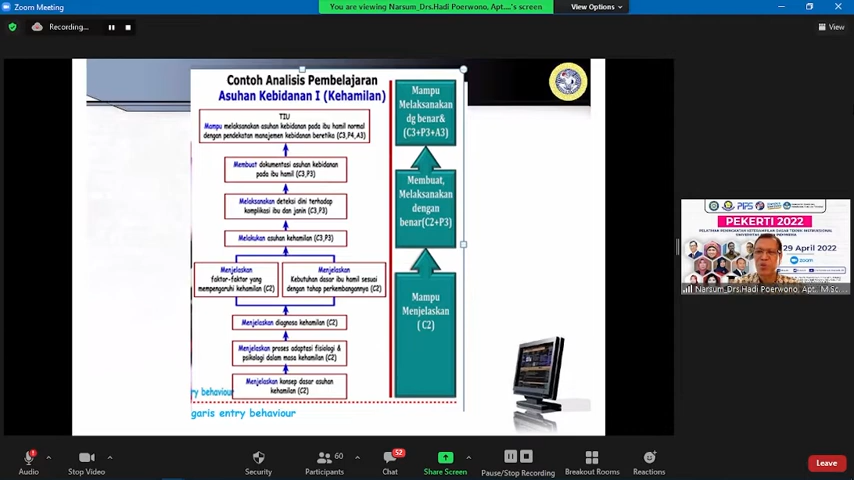 Zoom Meeting
You are viewing Narsum_Drs.Hadi Poerwono, Apt....'s screen
View Options
Recording...
View
Contoh Analisis Pembelajaran
Asuhan Kebidanan I (Kehamilan)
TIU
Mampu melaksanakan asuhan kebidanan pada ibu hamil normal
dengan pendekatan manajemen kebidanan beretika (C3,P4,A3)
Membuat dokumentasi asuhan kebidanan
pada ibu hamil (C3,P3)
Melaksanakan deteksi dini terhadap
komplikasi ibu dan janin (C3,P3)
Melakukan asuhan kehamilan (C3,P3)
Menjelaskan
faktor-faktor yang
mempengaruhi kehamilan (C2)
Menjelaskan
Kebutuhan dasar ibu hamil sesuai
dengan tahap perkembangannya (C2)
Menjelaskan diagnosa kehamilan (C2)
Menjelaskan proses adaptasi fisiologi &
psikologi dalam masa kehamilan (C2)
Menjelaskan konsep dasar asuhan
kehamilan (C2)
ry behaviour
garis entry behaviour
Mampu
Melaksanakan
dg benar&
(C3+P3+A3)
Membuat,
Melaksanakan
dengan
benar(C2+P3)
Mampu
Menjelaskan
( C2)
PEKERTI 2022
29 April 2022
zoom
Narsum_Drs.Hadi Poerwono, Apt., M.Sc...
Audio
Stop Video
Security
60
Participants
52
Chat
Share Screen
Pause/Stop Recording
Breakout Rooms
Reactions
Leave